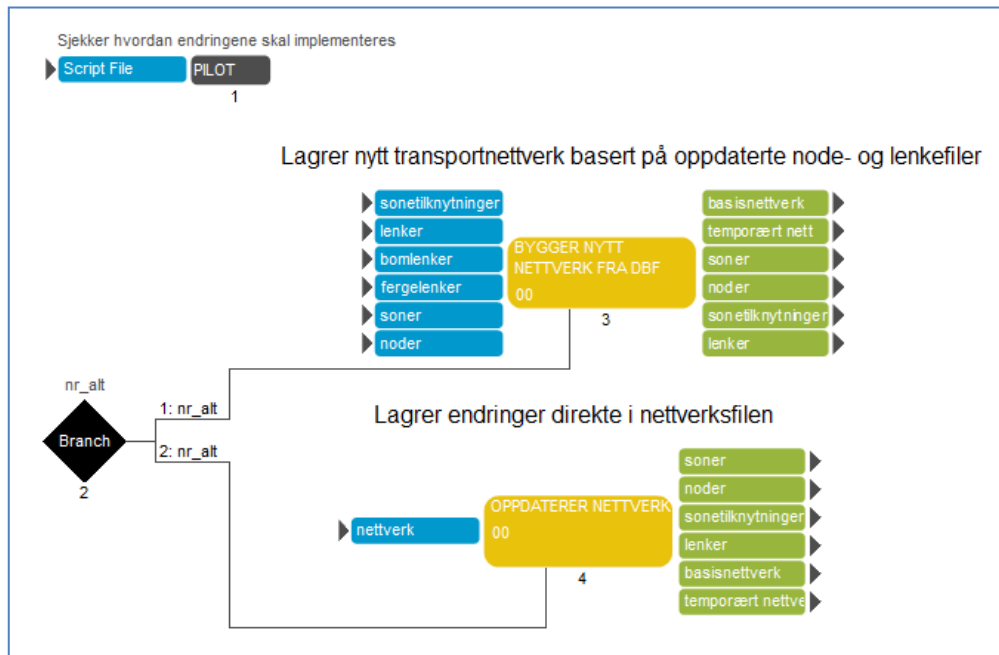 Sjekker hvordan endringene skal implementeres
Script File PILOT
1
Lagrer nytt transportnettverk basert på oppdaterte node- og lenkefiler
sonetilknytninger
lenker
bomlenker
fergelenker
soner
noder
BYGGER NYTT
NETTVERK FRA DBF
00
3
basisnettverk
temporært nett
soner
noder
sonetilknytninger
lenker
nr_alt
Branch
2
1: nr_alt
2: nr_alt
Lagrer endringer direkte i nettverksfilen
nettverk
OPPDATERER NETTVERK
00
4
soner
noder
sonetilknytninger
lenker
basisnettverk
temporært nettve